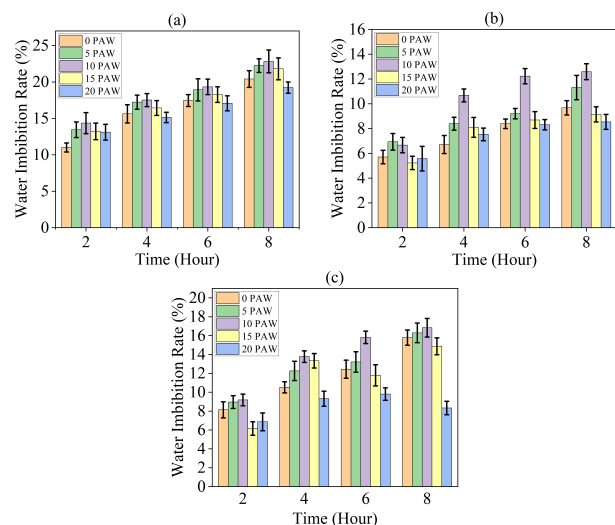 (a)
Water Imbibition Rate (%)
25
20
15
10
5
0
0 PAW
5 PAW
10 PAW
15 PAW
20 PAW
2 4 6 8
Time (Hour)
(b)
Water Imbibition Rate (%)
16
14
12
10
8
6
4
2
0
0 PAW
5 PAW
10 PAW
15 PAW
20 PAW
2 4 6 8
Time (Hour)
(c)
Water Imbibition Rate (%)
20
18
16
14
12
10
8
6
4
2
0
0 PAW
5 PAW
10 PAW
15 PAW
20 PAW
2 4 6 8
Time (Hour)